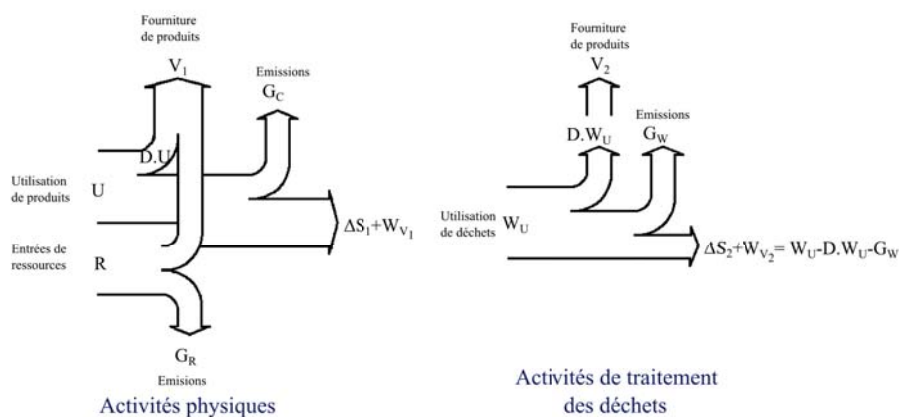 Fourniture
de produits
V1
Emissions
GC
D.U
Utilisation
de produits
U
Entrées de
ressources
R
ΔS1+WV1
GR
Emisions
Activités physiques
Fourniture
de produits
V2
Emissions
D.WU
GW
Utilisation
de déchets
WU
ΔS2+WV2= WU-D.WU-GW
Activités de traitement
des déchets